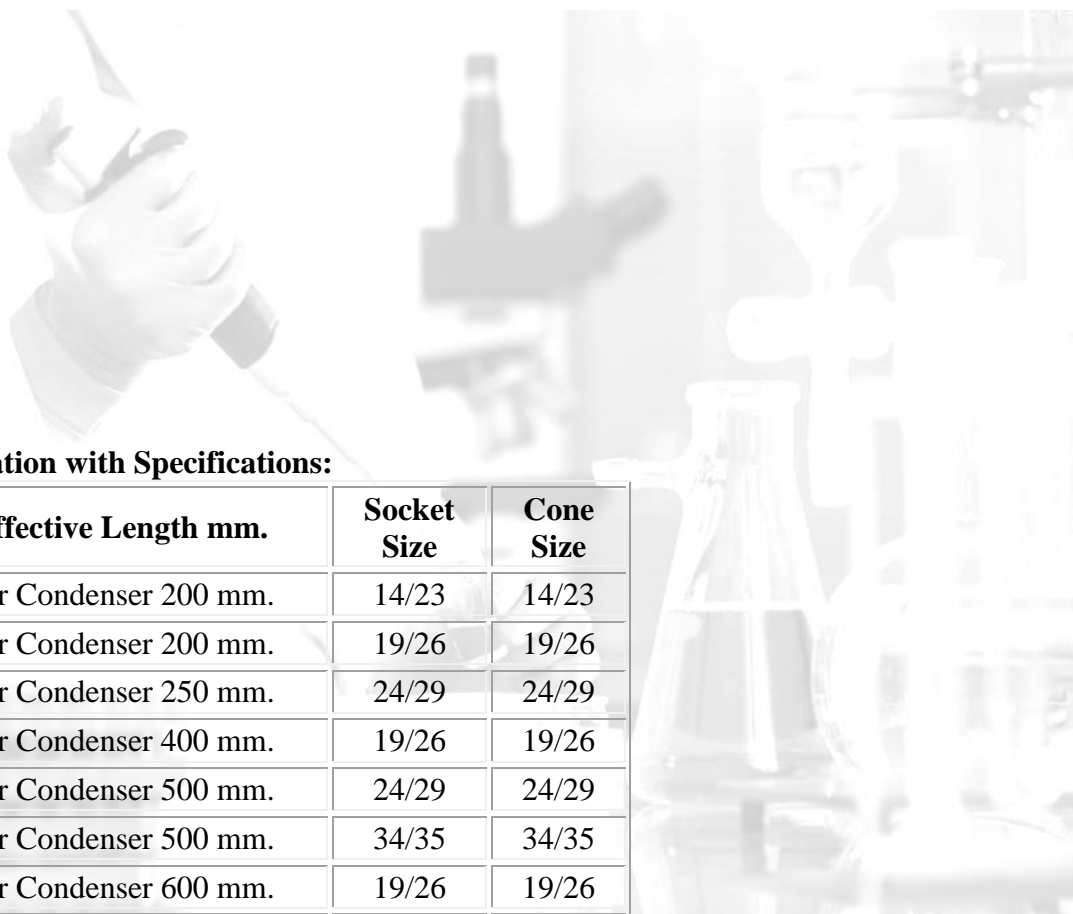 ation with Specifications:
ffective Length mm. Socket Size Cone Size
r Condenser 200 mm. 14/23 14/23
r Condenser 200 mm. 19/26 19/26
r Condenser 250 mm. 24/29 24/29
r Condenser 400 mm. 19/26 19/26
r Condenser 500 mm. 24/29 24/29
r Condenser 500 mm. 34/35 34/35
r Condenser 600 mm. 19/26 19/26